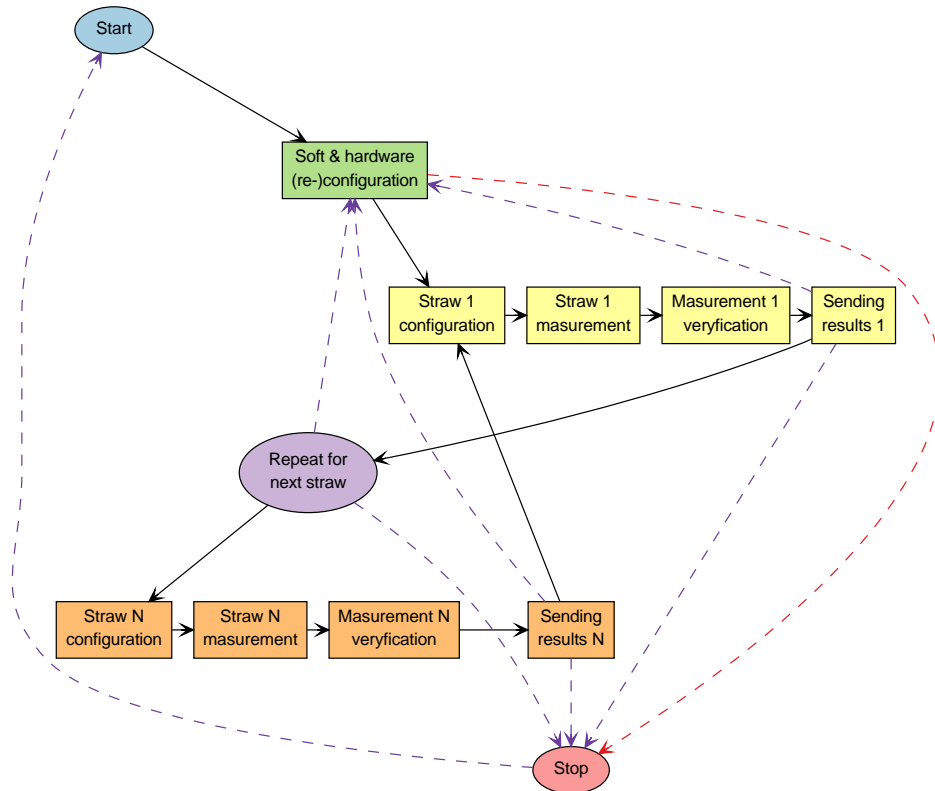 Start
Soft & hardware
(re-)configuration
Straw 1
configuration
Straw 1
masurement
Masurement 1
veryfication
Sending
results 1
Repeat for
next straw
Straw N
configuration
Straw N
masurement
Masurement N
veryfication
Sending
results N
Stop